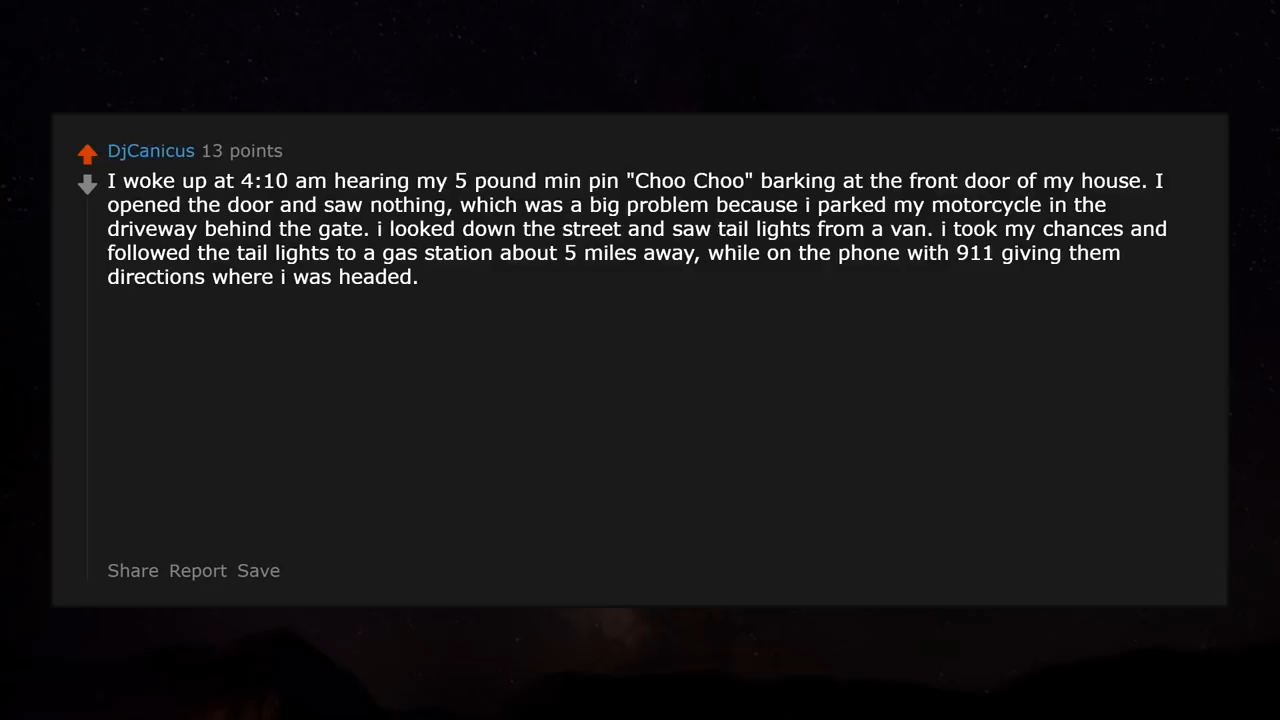 DjCanicus 13 points
I woke up at 4:10 am hearing my 5 pound min pin "Choo Choo" barking at the front door of my house. I
opened the door and saw nothing, which was a big problem because i parked my motorcycle in the
driveway behind the gate. i looked down the street and saw tail lights from a van. i took my chances and
followed the tail lights to a gas station about 5 miles away, while on the phone with 911 giving them
directions where i was headed.
Share Report Save